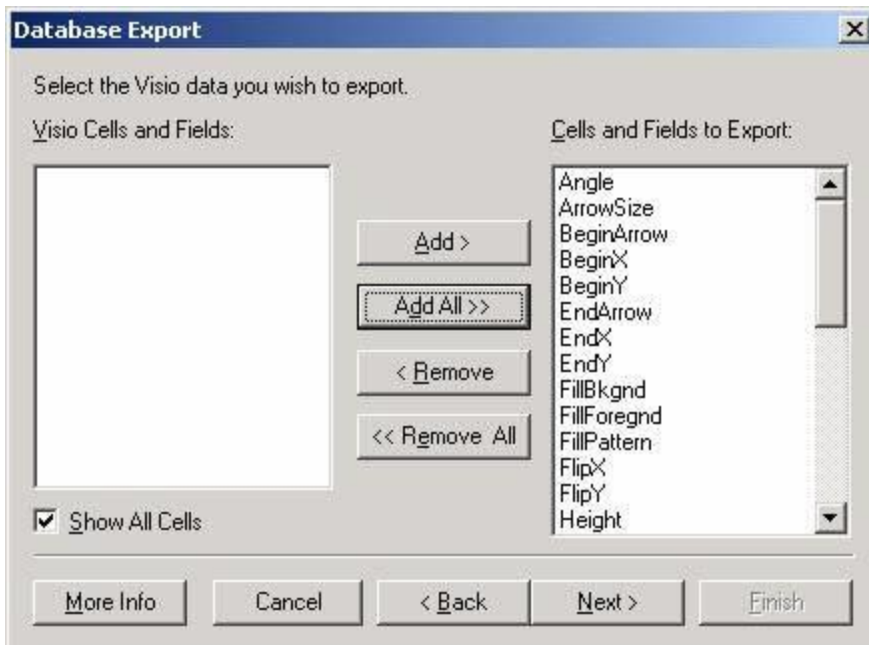 Database Export
Select the Visio data you wish to export.
Visio Cells and Fields:
Cells and Fields to Export:
Angle
ArrowSize
BeginArrow
BeginX
BeginY
EndArrow
EndX
EndY
FillBkgnd
FillForegnd
FillPattern
FlipX
FlipY
Height
Add >
Add All >>
< Remove
<< Remove All
Show All Cells
More Info
Cancel
< Back
Next >
Finish